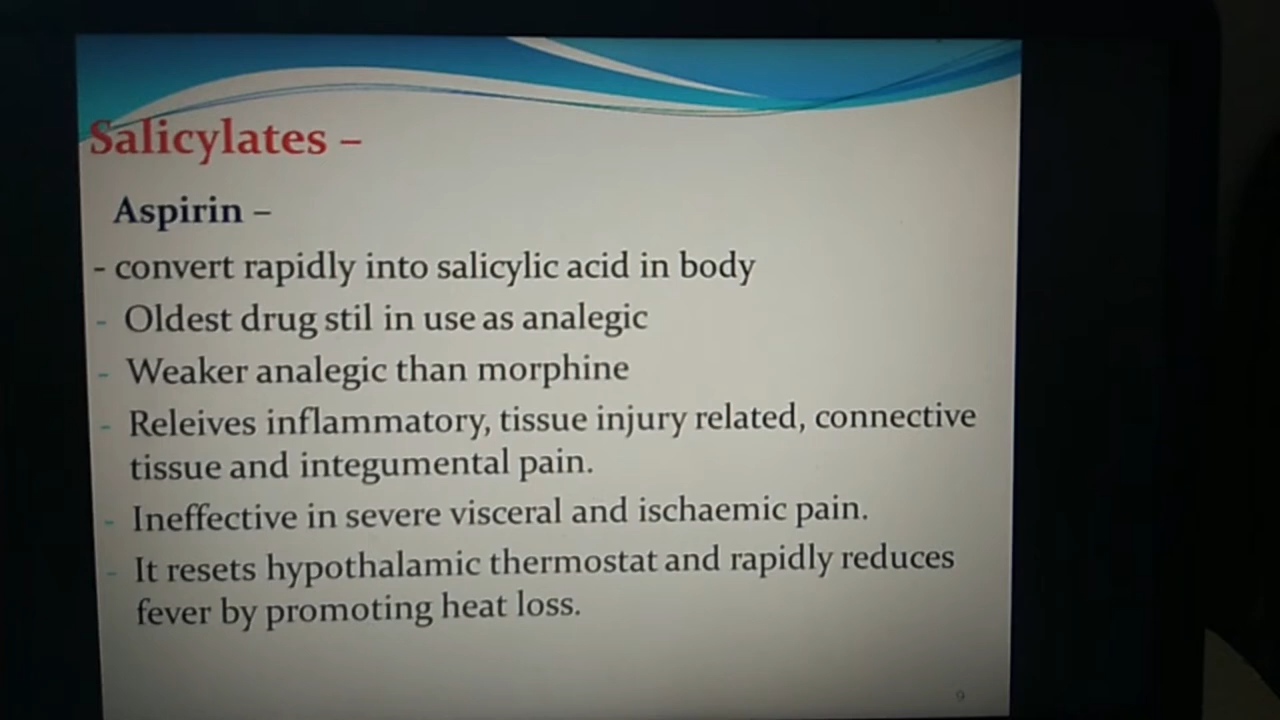 Salicylates –
Aspirin –
- convert rapidly into salicylic acid in body
- Oldest drug stil in use as analegic
- Weaker analegic than morphine
- Releives inflammatory, tissue injury related, connective
tissue and integumental pain.
- Ineffective in severe visceral and ischaemic pain.
- It resets hypothalamic thermostat and rapidly reduces
fever by promoting heat loss.
9